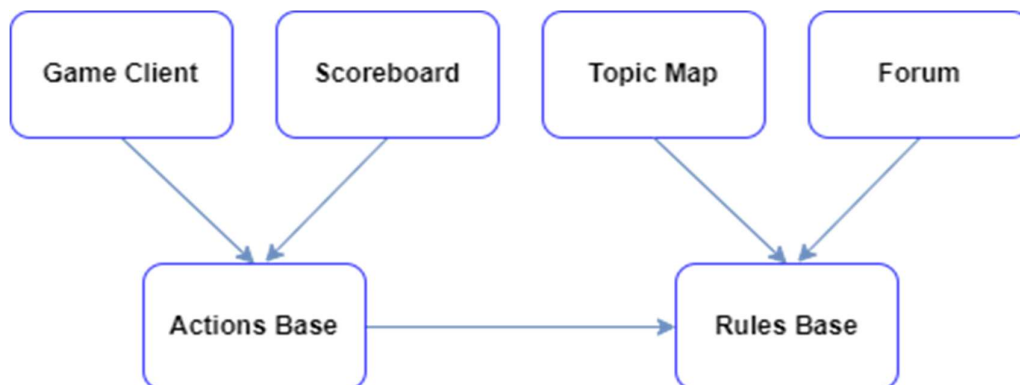 Game Client
Scoreboard
Topic Map
Forum
Actions Base
Rules Base